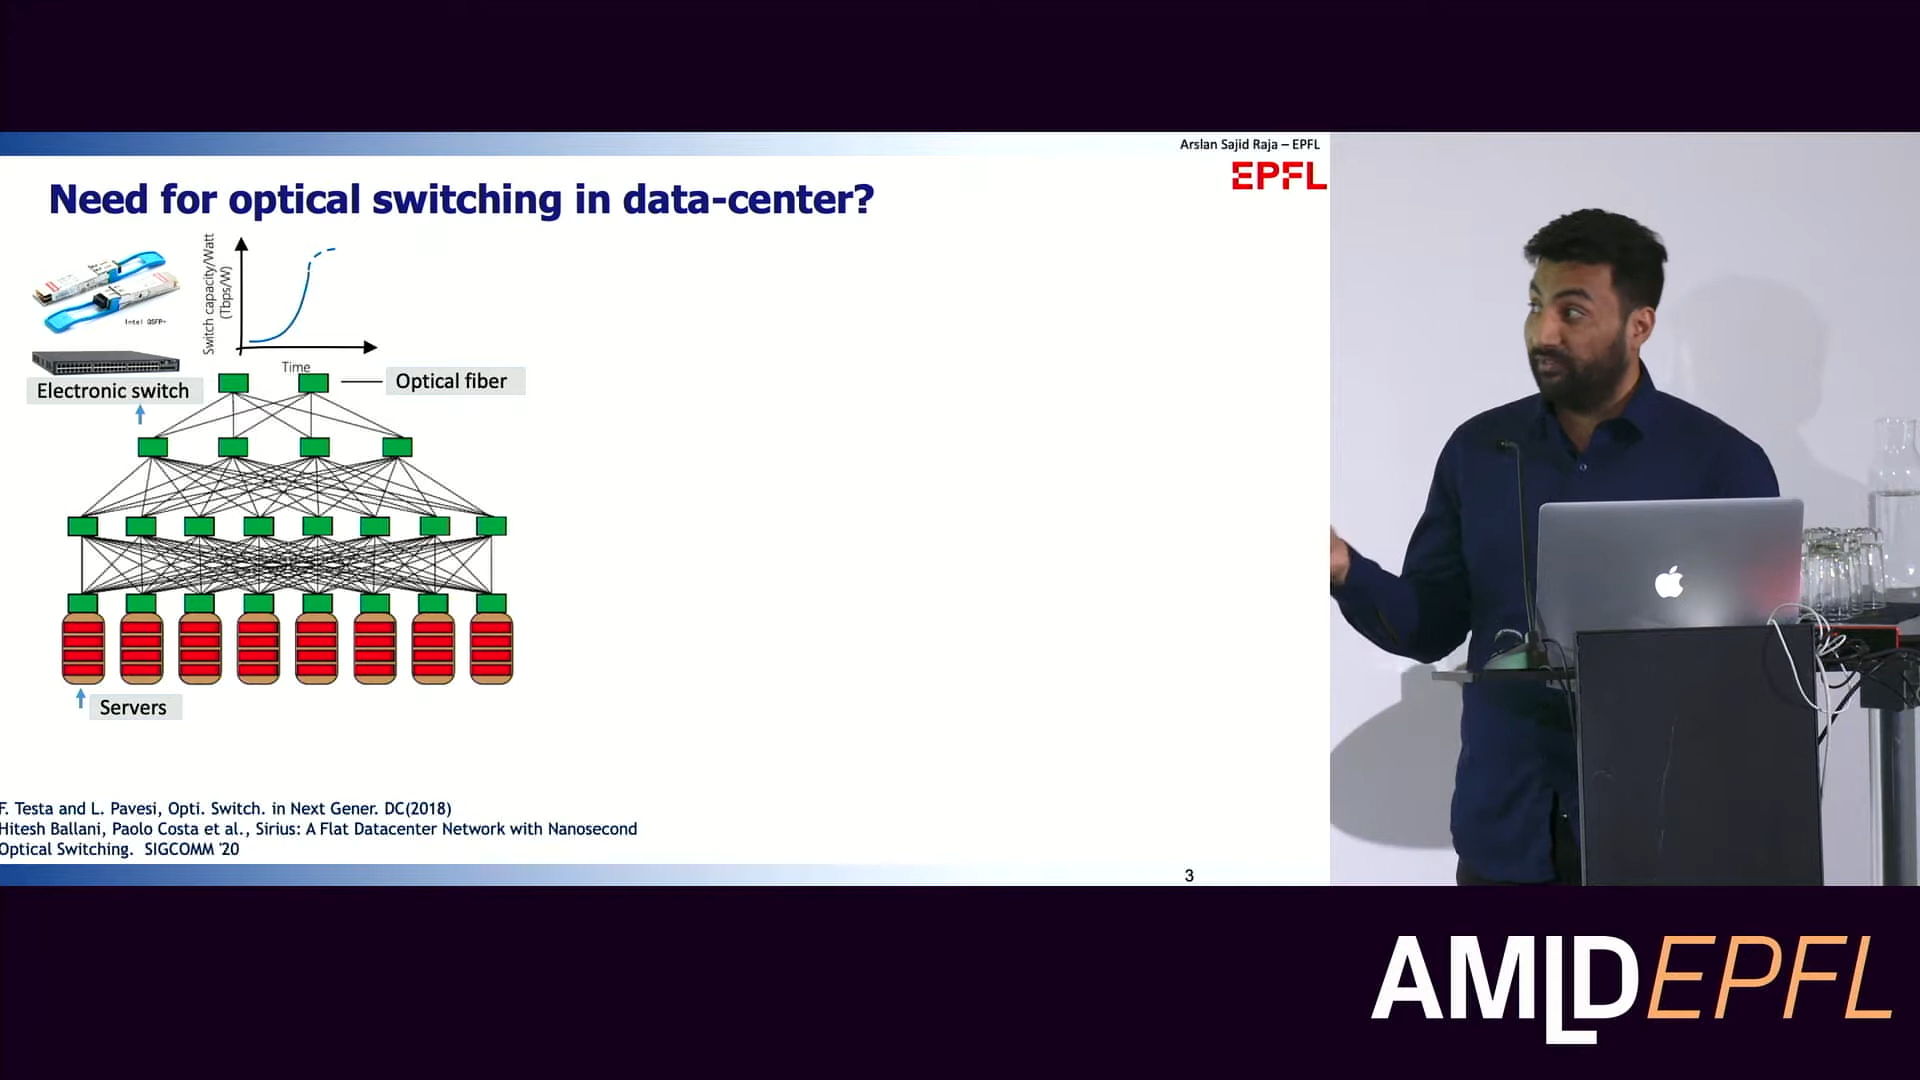 Arslan Sajid Raja – EPFL
EPFL
Need for optical switching in data-center?
Switch capacity/Watt
(Tbps/W)
Intel QSFP+
Time
Electronic switch
Optical fiber
Servers
F. Testa and L. Pavesi, Opti. Switch. in Next Gener. DC(2018)
Hitesh Ballani, Paolo Costa et al., Sirius: A Flat Datacenter Network with Nanosecond
Optical Switching. SIGCOMM '20
3
AMLDEPFL